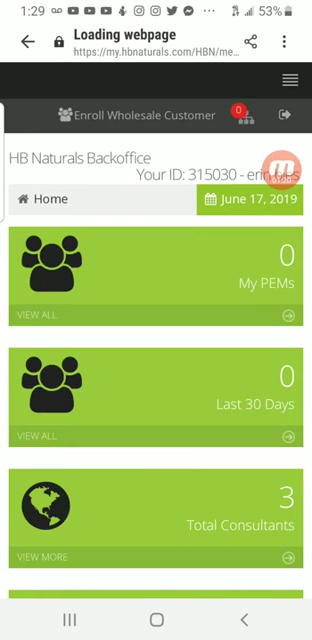 1:29
53%
Loading webpage
https://my.hbnaturals.com/HBN/me...
Enroll Wholesale Customer
0
HB Naturals Backoffice
Your ID: 315030 - erin
Home
June 17, 2019
0
My PEMs
VIEW ALL
0
Last 30 Days
VIEW ALL
3
Total Consultants
VIEW MORE